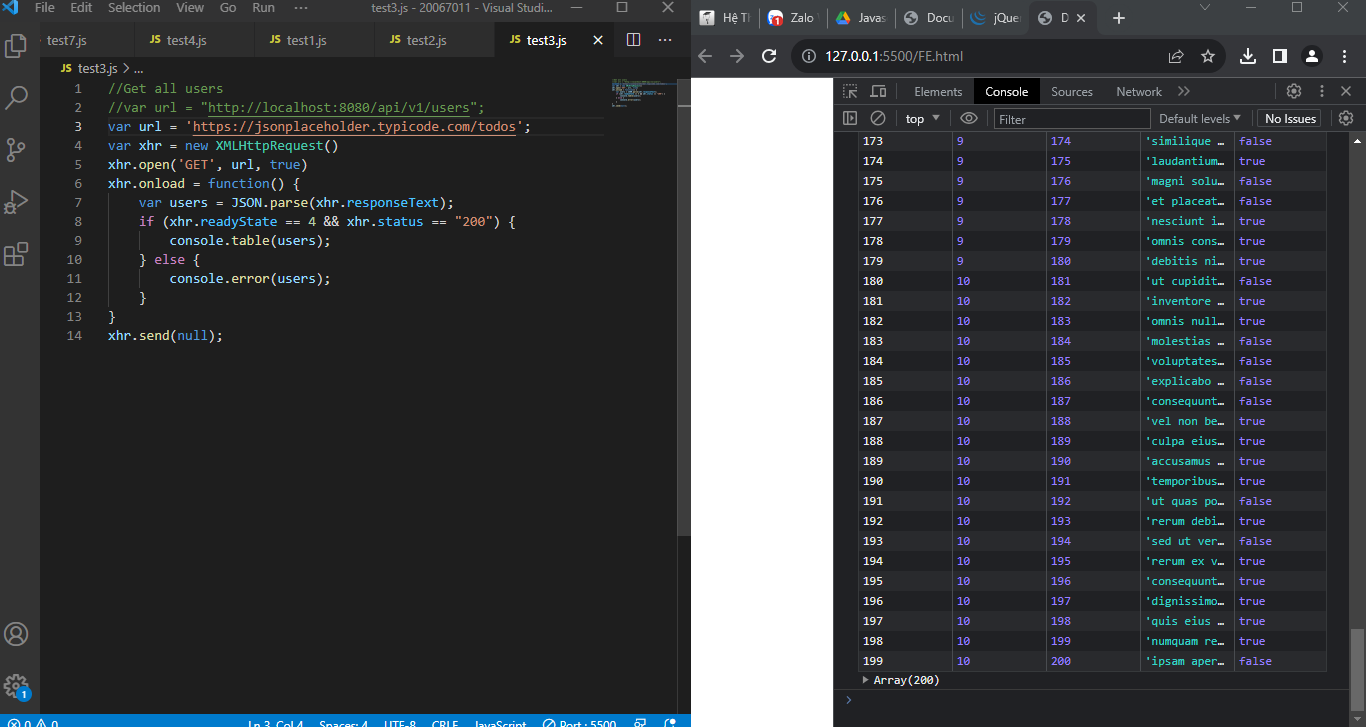 File Edit Selection View Go Run ··· test3.js - 20067011 - Visual Studi...
test7.js JS test4.js JS test1.js JS test2.js JS test3.js
JS test3.js > ...
1 //Get all users
2 //var url = "http://localhost:8080/api/v1/users";
3 var url = 'https://jsonplaceholder.typicode.com/todos';
4 var xhr = new XMLHttpRequest()
5 xhr.open('GET', url, true)
6 xhr.onload = function() {
7 var users = JSON.parse(xhr.responseText);
8 if (xhr.readyState == 4 && xhr.status == "200") {
9 console.table(users);
10 } else {
11 console.error(users);
12 }
13 }
14 xhr.send(null);
1
0 0 Ln 3, Col 4 Spaces: 4 UTF-8 CRLF JavaScript Port : 5500
Hệ Th Zalo Javas Docu jQuer D
127.0.0.1:5500/FE.html
Elements Console Sources Network
top Filter Default levels No Issues
173 9 174 'similique … false
174 9 175 'laudantium… true
175 9 176 'magni solu… false
176 9 177 'et placeat… false
177 9 178 'nesciunt i… true
178 9 179 'omnis cons… true
179 9 180 'debitis ni… true
180 10 181 'ut cupidit… false
181 10 182 'inventore … true
182 10 183 'omnis null… true
183 10 184 'molestias … false
184 10 185 'voluptates… false
185 10 186 'explicabo … false
186 10 187 'consequunt… false
187 10 188 'vel non be… true
188 10 189 'culpa eius… true
189 10 190 'accusamus … true
190 10 191 'temporibus… true
191 10 192 'ut quas po… false
192 10 193 'rerum debi… true
193 10 194 'sed ut ver… false
194 10 195 'rerum ex v… true
195 10 196 'consequunt… true
196 10 197 'dignissimo… true
197 10 198 'quis eius … true
198 10 199 'numquam re… true
199 10 200 'ipsam aper… false
Array(200)